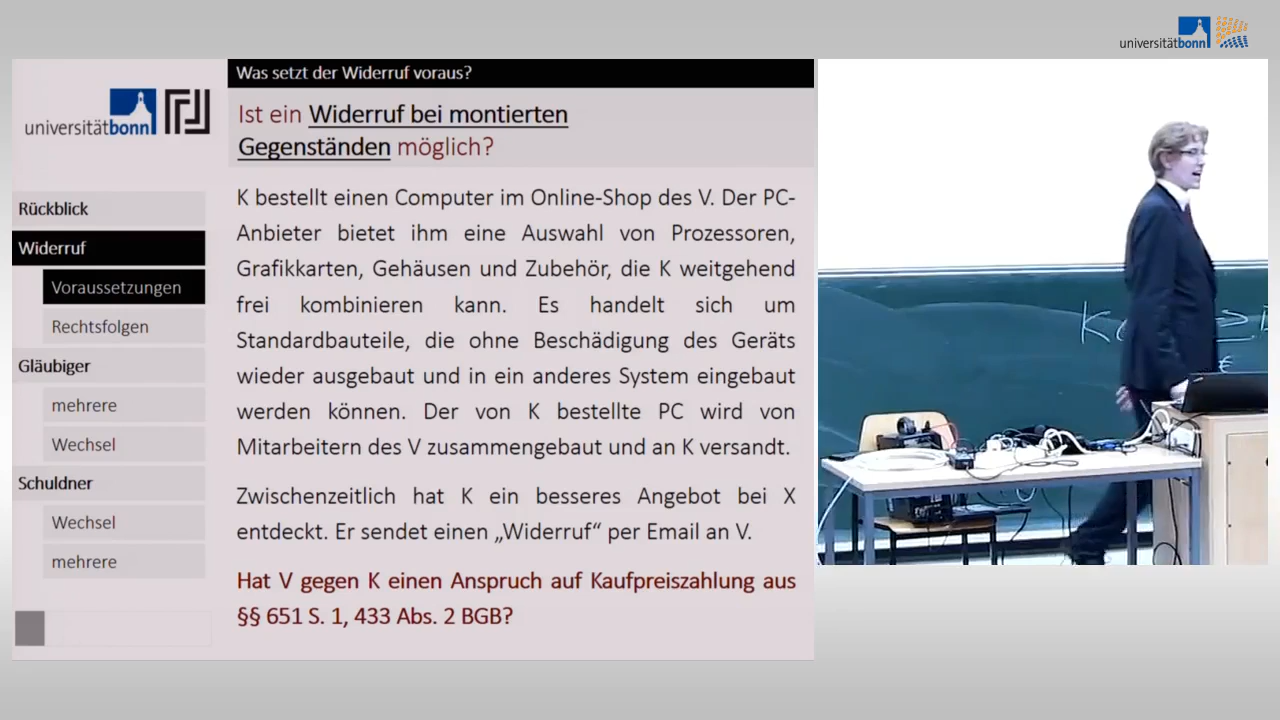 universitätbonn
universitätbonn
Rückblick
Widerruf
Voraussetzungen
Rechtsfolgen
Gläubiger
mehrere
Wechsel
Schuldner
Wechsel
mehrere
Was setzt der Widerruf voraus?
Ist ein Widerruf bei montierten
Gegenständen möglich?
K bestellt einen Computer im Online-Shop des V. Der PC-
Anbieter bietet ihm eine Auswahl von Prozessoren,
Grafikkarten, Gehäusen und Zubehör, die K weitgehend
frei kombinieren kann. Es handelt sich um
Standardbauteile, die ohne Beschädigung des Geräts
wieder ausgebaut und in ein anderes System eingebaut
werden können. Der von K bestellte PC wird von
Mitarbeitern des V zusammengebaut und an K versandt.
Zwischenzeitlich hat K ein besseres Angebot bei X
entdeckt. Er sendet einen „Widerruf“ per Email an V.
Hat V gegen K einen Anspruch auf Kaufpreiszahlung aus
§§ 651 S. 1, 433 Abs. 2 BGB?